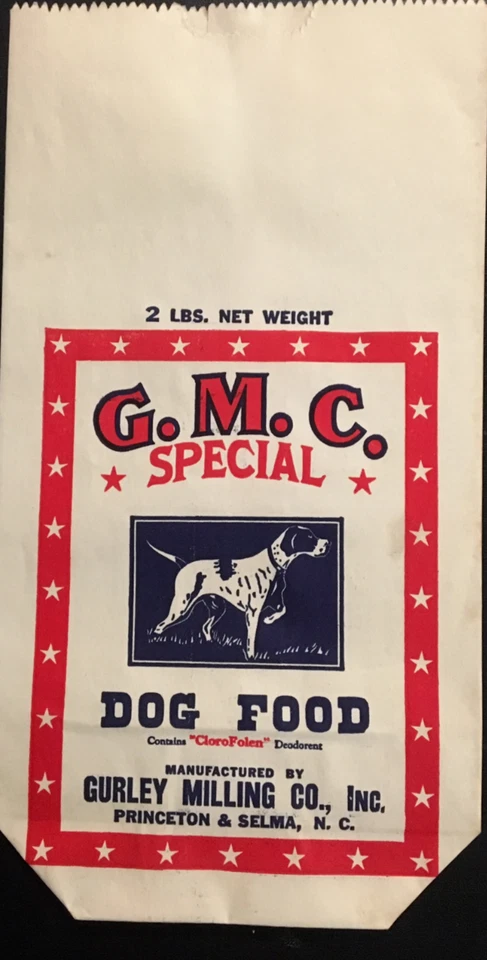 2 LBS. NET WEIGHT
G. M. C.
SPECIAL
DOG FOOD
Contains "CloroFolen" Deodorent
MANUFACTURED BY
GURLEY MILLING CO., INC.
PRINCETON & SELMA, N. C.